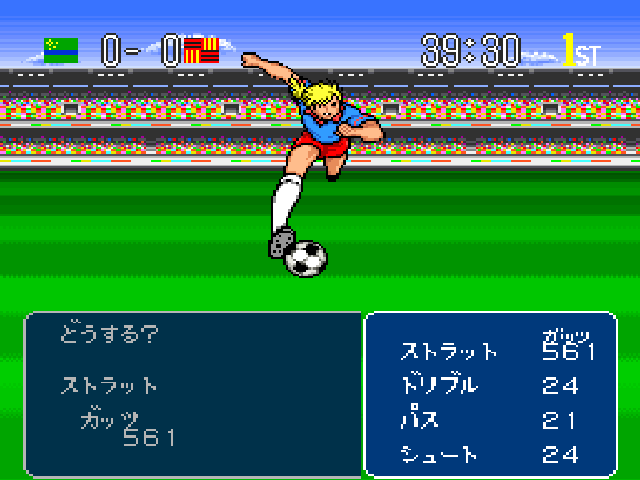 0-0 39:30 1ST
どうする?
ストラット
ガッツ
561
ガッツ
ストラット 561
ドリブル 24
パス 21
シュート 24